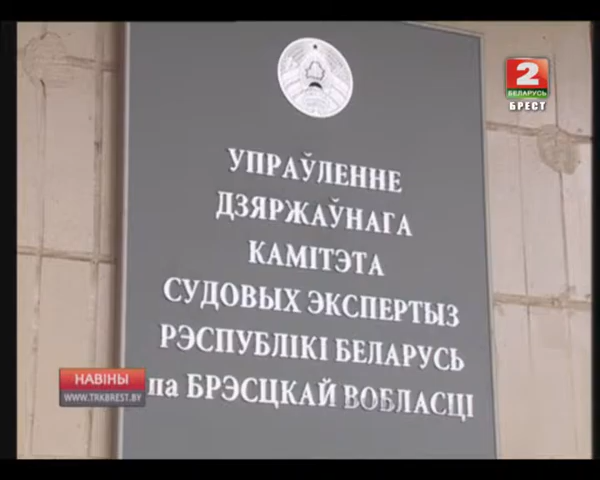 2
БЕЛАРУСЬ
БРЕСТ
УПРАЎЛЕННЕ
ДЗЯРЖАЎНАГА
КАМІТЭТА
СУДОВЫХ ЭКСПЕРТЫЗ
РЭСПУБЛІКІ БЕЛАРУСЬ
па БРЭСЦКАЙ ВОБЛАСЦІ
НАВІНЫ
WWW.TRKBREST.BY